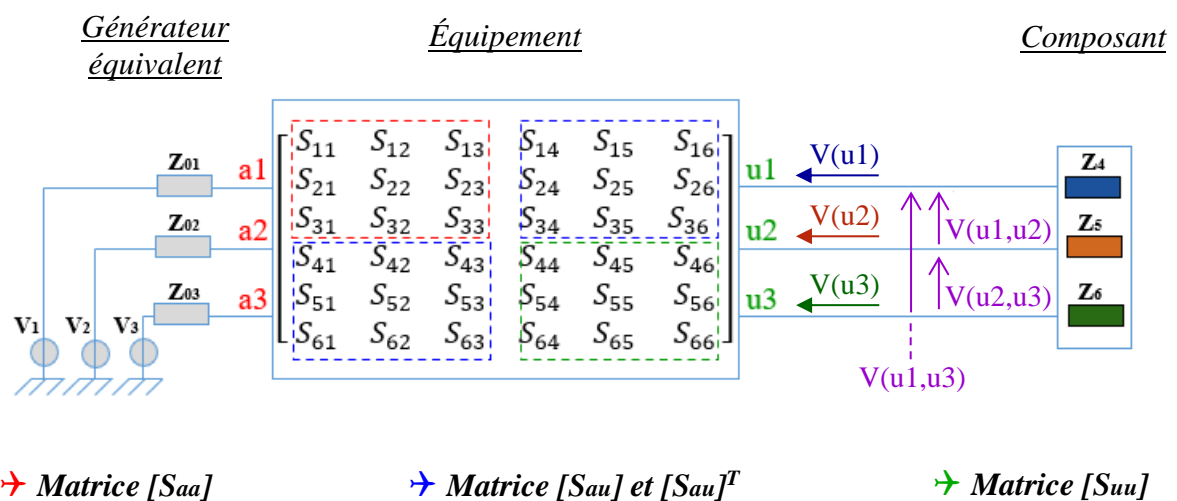 Générateur
équivalent
Équipement
Composant
Z01
Z02
Z03
a1
a2
a3
V1 V2 V3
S11 S12 S13 S14 S15 S16
S21 S22 S23 S24 S25 S26
S31 S32 S33 S34 S35 S36
S41 S42 S43 S44 S45 S46
S51 S52 S53 S54 S55 S56
S61 S62 S63 S64 S65 S66
u1
u2
u3
V(u1)
V(u2)
V(u3)
V(u1,u2)
V(u2,u3)
V(u1,u3)
Z4
Z5
Z6
Matrice [Saa]
Matrice [Sau] et [Sau]T
Matrice [Suu]